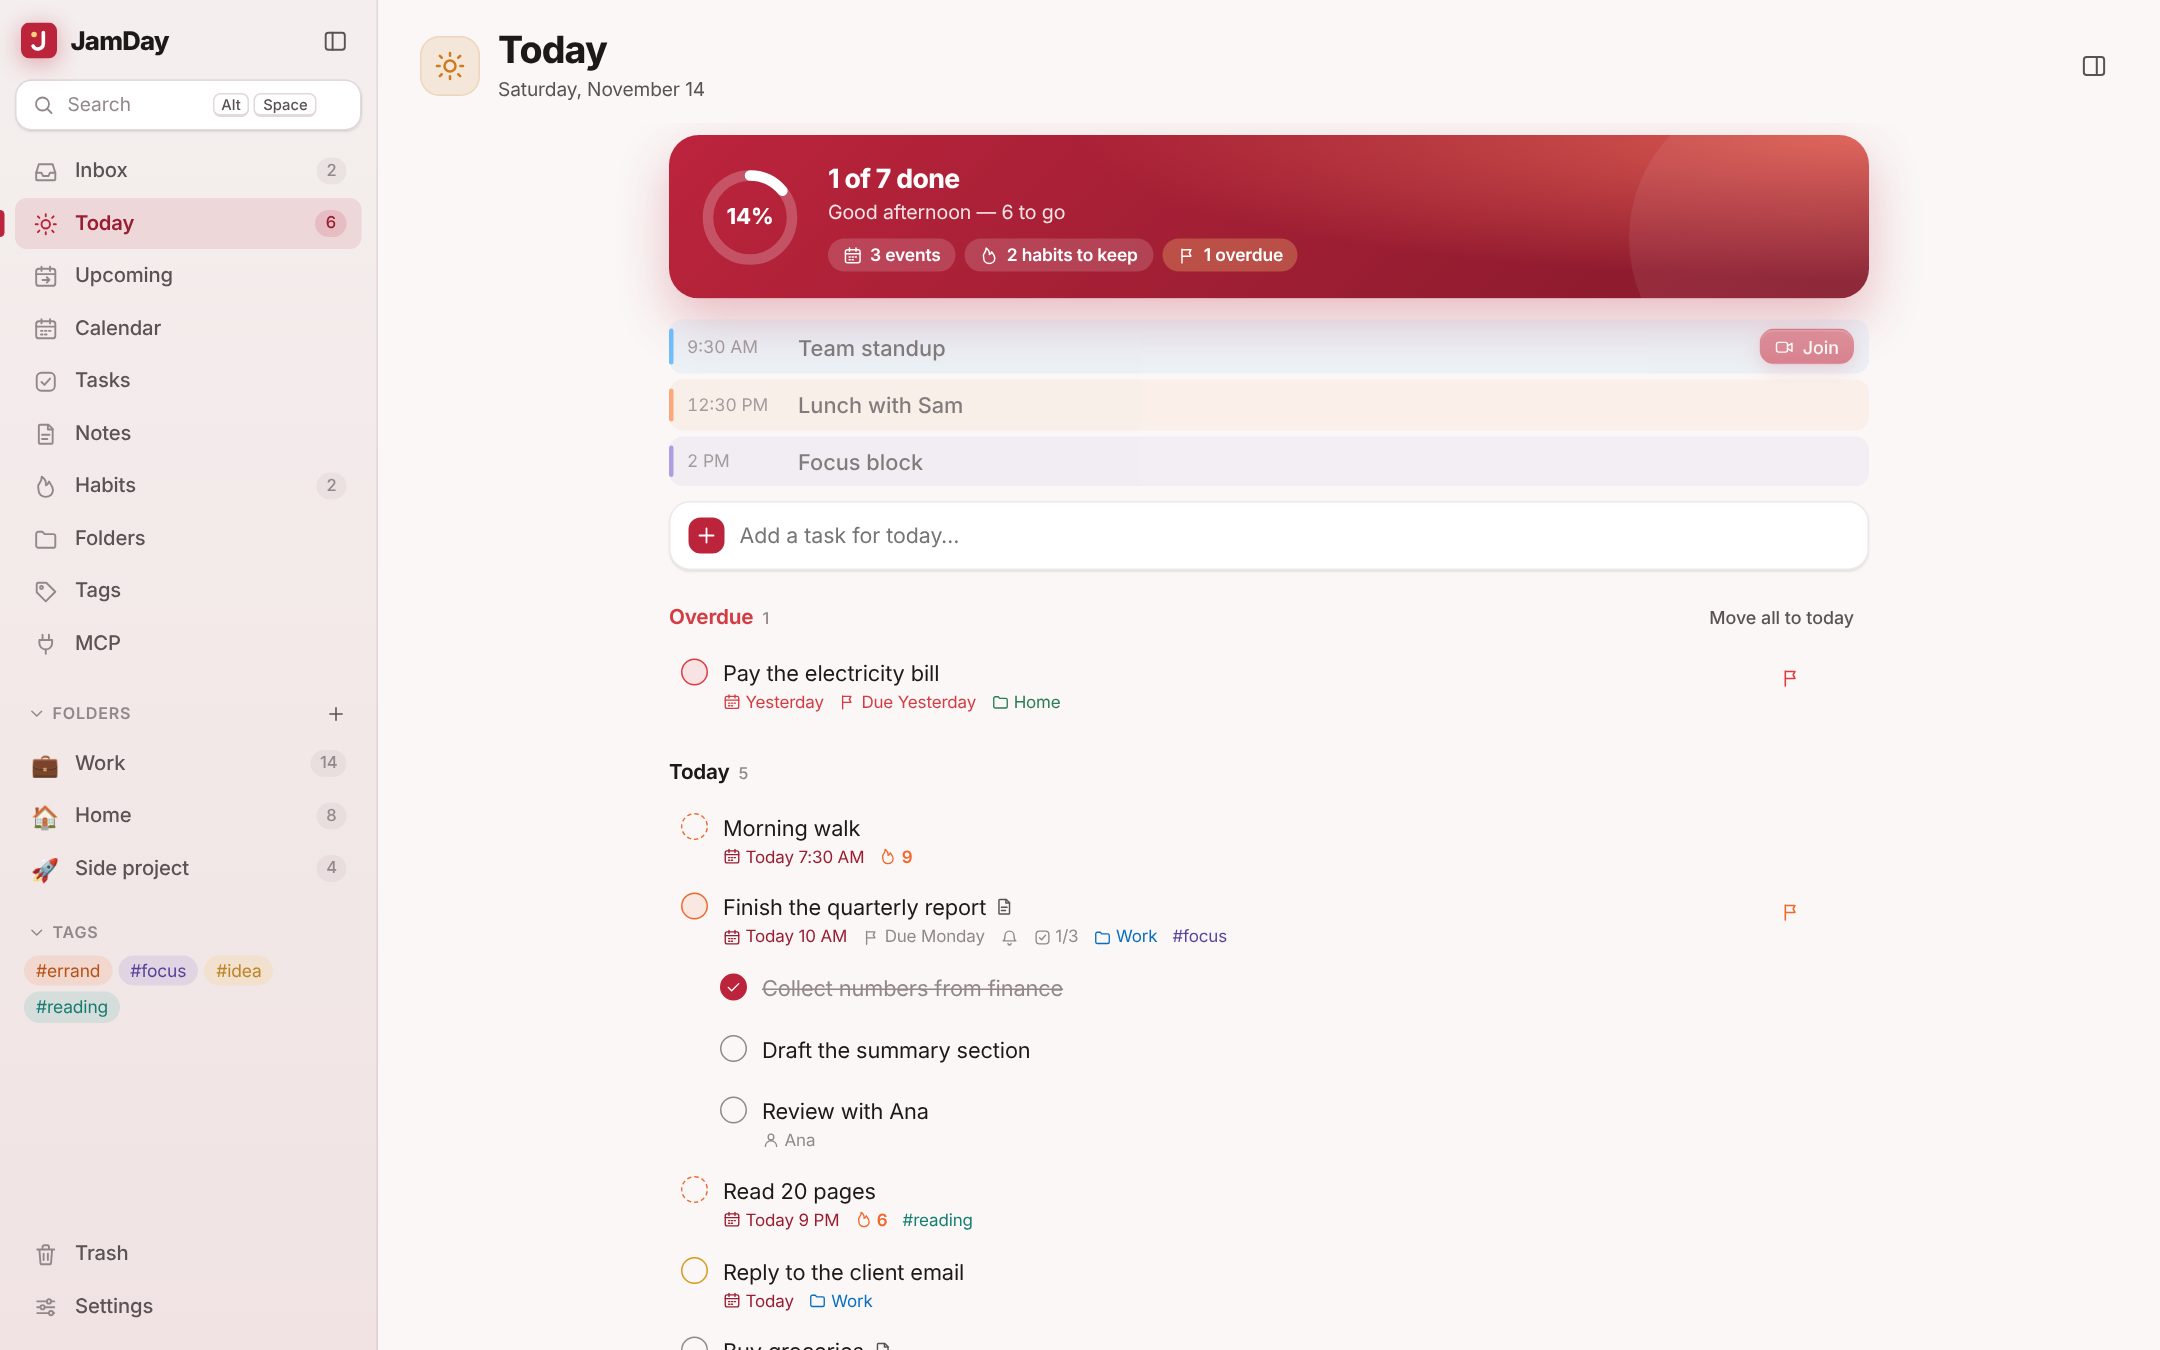 JamDay
Search Alt Space
Inbox 2
Today 6
Upcoming
Calendar
Tasks
Notes
Habits 2
Folders
Tags
MCP
FOLDERS
Work 14
Home 8
Side project 4
TAGS
#errand #focus #idea
#reading
Trash
Settings
Today
Saturday, November 14
14%
1 of 7 done
Good afternoon — 6 to go
3 events 2 habits to keep 1 overdue
9:30 AM Team standup Join
12:30 PM Lunch with Sam
2 PM Focus block
Add a task for today...
Overdue 1 Move all to today
Pay the electricity bill
Yesterday Due Yesterday Home
Today 5
Morning walk
Today 7:30 AM 9
Finish the quarterly report
Today 10 AM Due Monday 1/3 Work #focus
Collect numbers from finance
Draft the summary section
Review with Ana
Ana
Read 20 pages
Today 9 PM 6 #reading
Reply to the client email
Today Work
Buy groceries